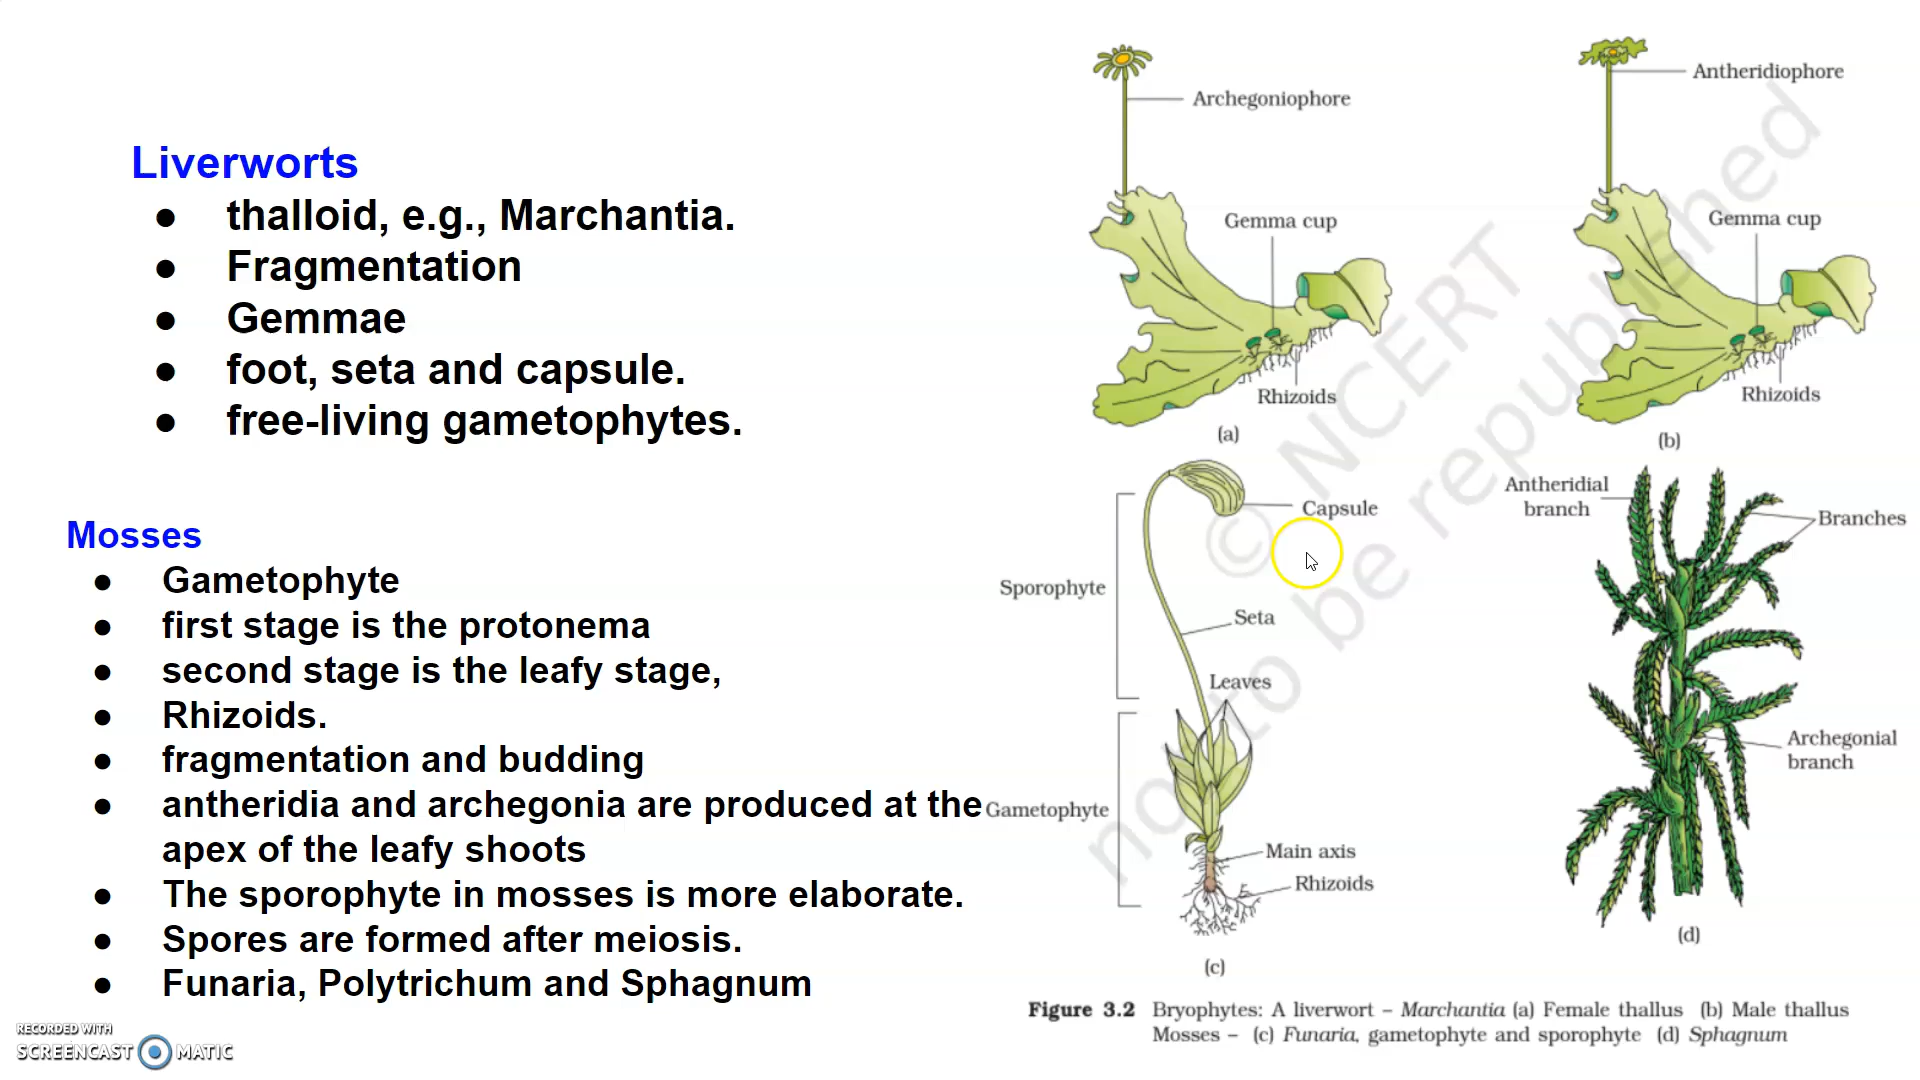 Liverworts
● thalloid, e.g., Marchantia.
● Fragmentation
● Gemmae
● foot, seta and capsule.
● free-living gametophytes.
Mosses
● Gametophyte
● first stage is the protonema
● second stage is the leafy stage,
● Rhizoids.
● fragmentation and budding
● antheridia and archegonia are produced at the
apex of the leafy shoots
● The sporophyte in mosses is more elaborate.
● Spores are formed after meiosis.
● Funaria, Polytrichum and Sphagnum
RECORDED WITH
SCREENCAST MATIC
Archegoniophore
Gemma cup
Rhizoids
(a)
Antheridiophore
Gemma cup
Rhizoids
(b)
Capsule
Sporophyte
Seta
Leaves
Gametophyte
Main axis
Rhizoids
(c)
Antheridial
branch
Branches
Archegonial
branch
(d)
© NCERT
not to be republished
Figure 3.2 Bryophytes: A liverwort – Marchantia (a) Female thallus (b) Male thallus
Mosses – (c) Funaria, gametophyte and sporophyte (d) Sphagnum